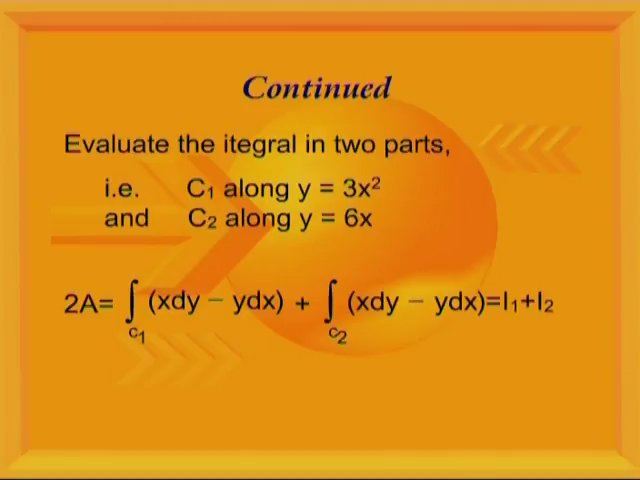 Continued
Evaluate the itegral in two parts,
i.e. C₁ along y = 3x²
and C₂ along y = 6x
2A= ∫ (xdy – ydx) + ∫ (xdy – ydx)=I₁+I₂
C₁ C₂